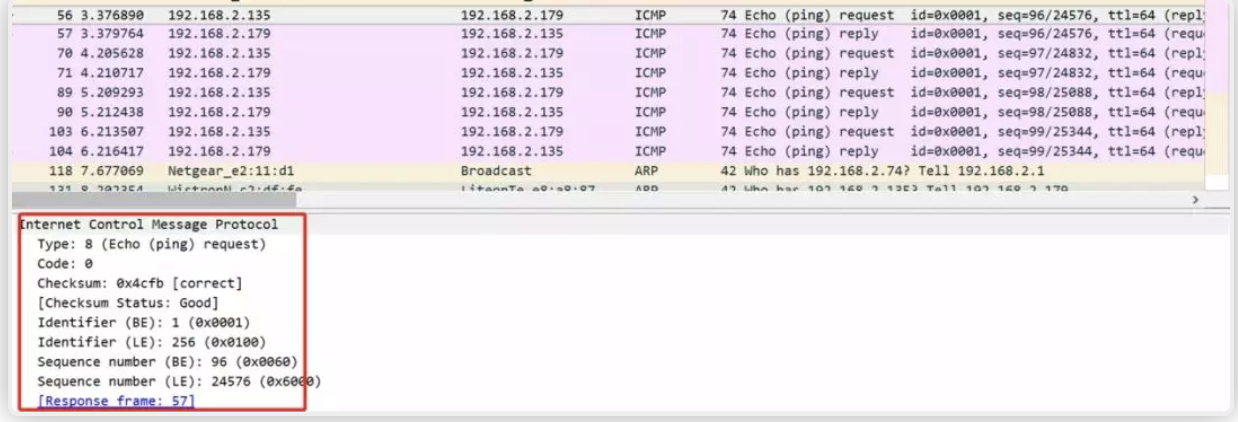 56 3.376890 192.168.2.135 192.168.2.179 ICMP 74 Echo (ping) request id=0x0001, seq=96/24576, ttl=64 (repl
57 3.379764 192.168.2.179 192.168.2.135 ICMP 74 Echo (ping) reply id=0x0001, seq=96/24576, ttl=64 (requ
70 4.205628 192.168.2.135 192.168.2.179 ICMP 74 Echo (ping) request id=0x0001, seq=97/24832, ttl=64 (repl
71 4.210717 192.168.2.179 192.168.2.135 ICMP 74 Echo (ping) reply id=0x0001, seq=97/24832, ttl=64 (requ
89 5.209293 192.168.2.135 192.168.2.179 ICMP 74 Echo (ping) request id=0x0001, seq=98/25088, ttl=64 (repl
90 5.212438 192.168.2.179 192.168.2.135 ICMP 74 Echo (ping) reply id=0x0001, seq=98/25088, ttl=64 (requ
103 6.213507 192.168.2.135 192.168.2.179 ICMP 74 Echo (ping) request id=0x0001, seq=99/25344, ttl=64 (repl
104 6.216417 192.168.2.179 192.168.2.135 ICMP 74 Echo (ping) reply id=0x0001, seq=99/25344, ttl=64 (requ
118 7.677069 Netgear_e2:11:d1 Broadcast ARP 42 Who has 192.168.2.74? Tell 192.168.2.1
131 8.202354 WistronN_c2:df:fe LiteonTe_e8:a8:87 ARP 42 Who has 192.168.2.135? Tell 192.168.2.179
Internet Control Message Protocol
Type: 8 (Echo (ping) request)
Code: 0
Checksum: 0x4cfb [correct]
[Checksum Status: Good]
Identifier (BE): 1 (0x0001)
Identifier (LE): 256 (0x0100)
Sequence number (BE): 96 (0x0060)
Sequence number (LE): 24576 (0x6000)
[Response frame: 57]